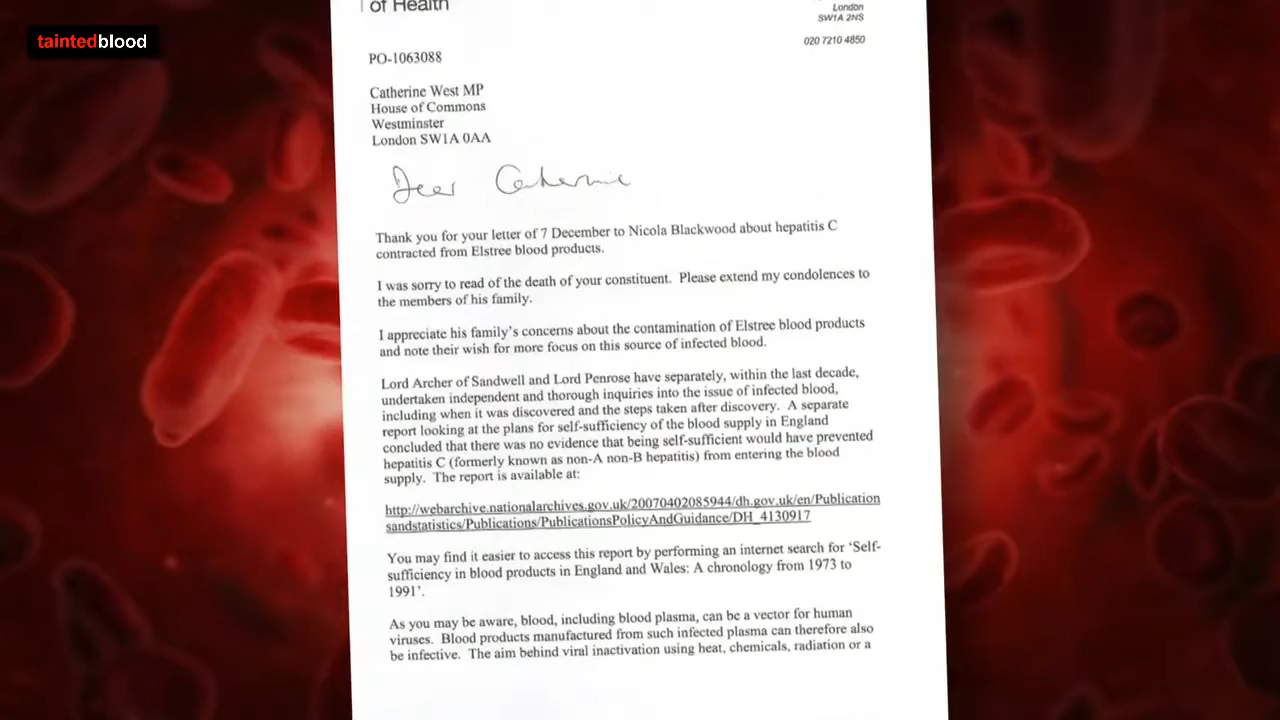 taintedblood
of Health
London
SW1A 2NS
020 7210 4850
PO-1063088
Catherine West MP
House of Commons
Westminster
London SW1A 0AA
Dear Catherine
Thank you for your letter of 7 December to Nicola Blackwood about hepatitis C
contracted from Elstree blood products.
I was sorry to read of the death of your constituent. Please extend my condolences to
the members of his family.
I appreciate his family's concerns about the contamination of Elstree blood products
and note their wish for more focus on this source of infected blood.
Lord Archer of Sandwell and Lord Penrose have separately, within the last decade,
undertaken independent and thorough inquiries into the issue of infected blood,
including when it was discovered and the steps taken after discovery. A separate
report looking at the plans for self-sufficiency of the blood supply in England
concluded that there was no evidence that being self-sufficient would have prevented
hepatitis C (formerly known as non-A non-B hepatitis) from entering the blood
supply. The report is available at:
http://webarchive.nationalarchives.gov.uk/20070402085944/dh.gov.uk/en/Publication
sandstatistics/Publications/PublicationsPolicyAndGuidance/DH_4130917
You may find it easier to access this report by performing an internet search for 'Self-
sufficiency in blood products in England and Wales: A chronology from 1973 to
1991'.
As you may be aware, blood, including blood plasma, can be a vector for human
viruses. Blood products manufactured from such infected plasma can therefore also
be infective. The aim behind viral inactivation using heat, chemicals, radiation or a